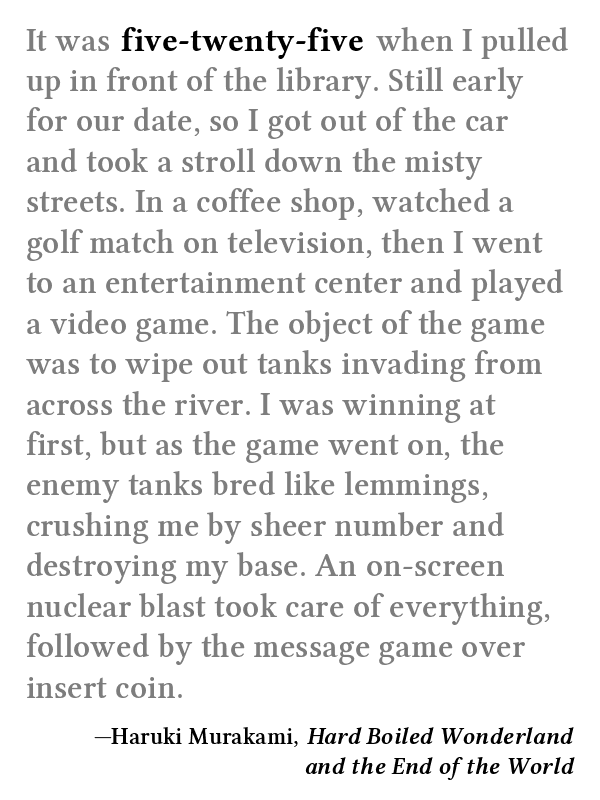 It was five-twenty-five when I pulled
up in front of the library. Still early
for our date, so I got out of the car
and took a stroll down the misty
streets. In a coffee shop, watched a
golf match on television, then I went
to an entertainment center and played
a video game. The object of the game
was to wipe out tanks invading from
across the river. I was winning at
first, but as the game went on, the
enemy tanks bred like lemmings,
crushing me by sheer number and
destroying my base. An on-screen
nuclear blast took care of everything,
followed by the message game over
insert coin.
—Haruki Murakami, Hard Boiled Wonderland
and the End of the World